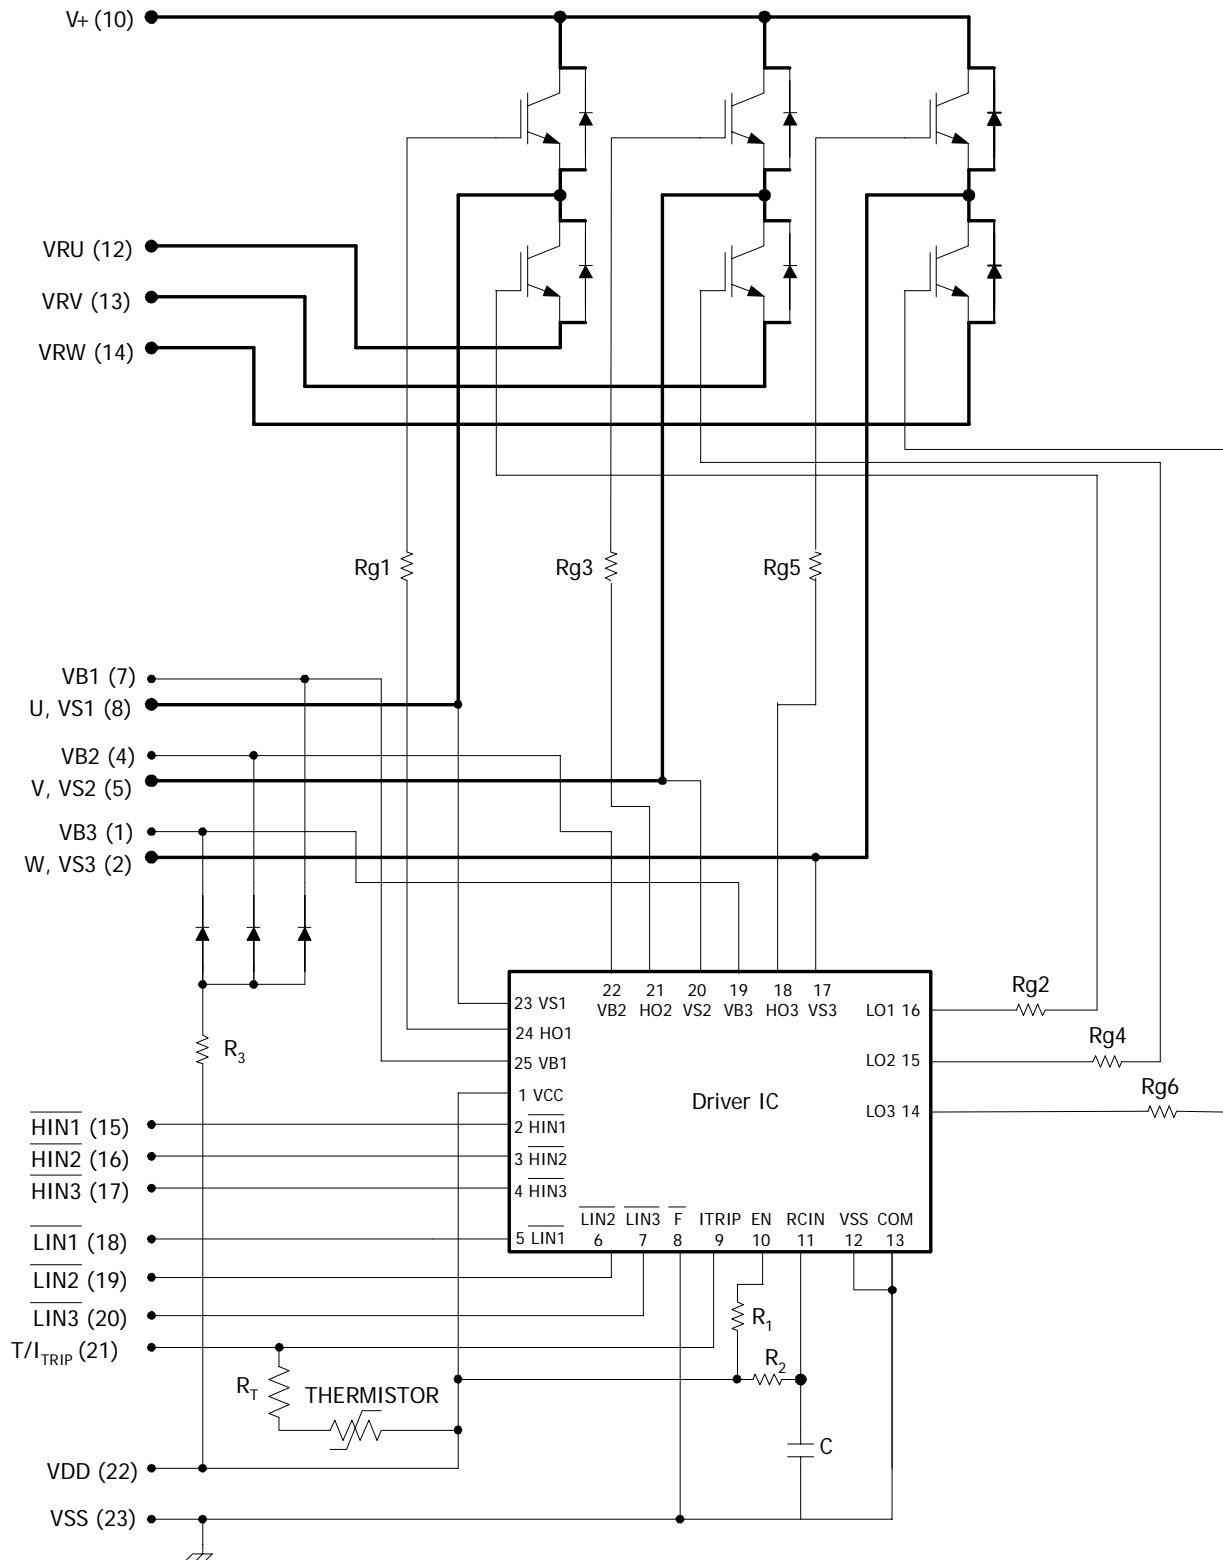 V+ (10)
VRU (12)
VRV (13)
VRW (14)
Rg1
Rg3
Rg5
VB1 (7)
U, VS1 (8)
VB2 (4)
V, VS2 (5)
VB3 (1)
W, VS3 (2)
22 21 20 19 18 17
VB2 HO2 VS2 VB3 HO3 VS3
23 VS1
24 HO1
25 VB1
1 VCC
2 HIN1
3 HIN2
4 HIN3
5 LIN1
Driver IC
LO1 16
LO2 15
LO3 14
Rg2
Rg4
Rg6
R3
HIN1 (15)
HIN2 (16)
HIN3 (17)
LIN1 (18)
LIN2 (19)
LIN3 (20)
T/ITRIP (21)
LIN2 LIN3 F ITRIP EN RCIN VSS COM
6 7 8 9 10 11 12 13
R1
R2
RT
THERMISTOR
C
VDD (22)
VSS (23)